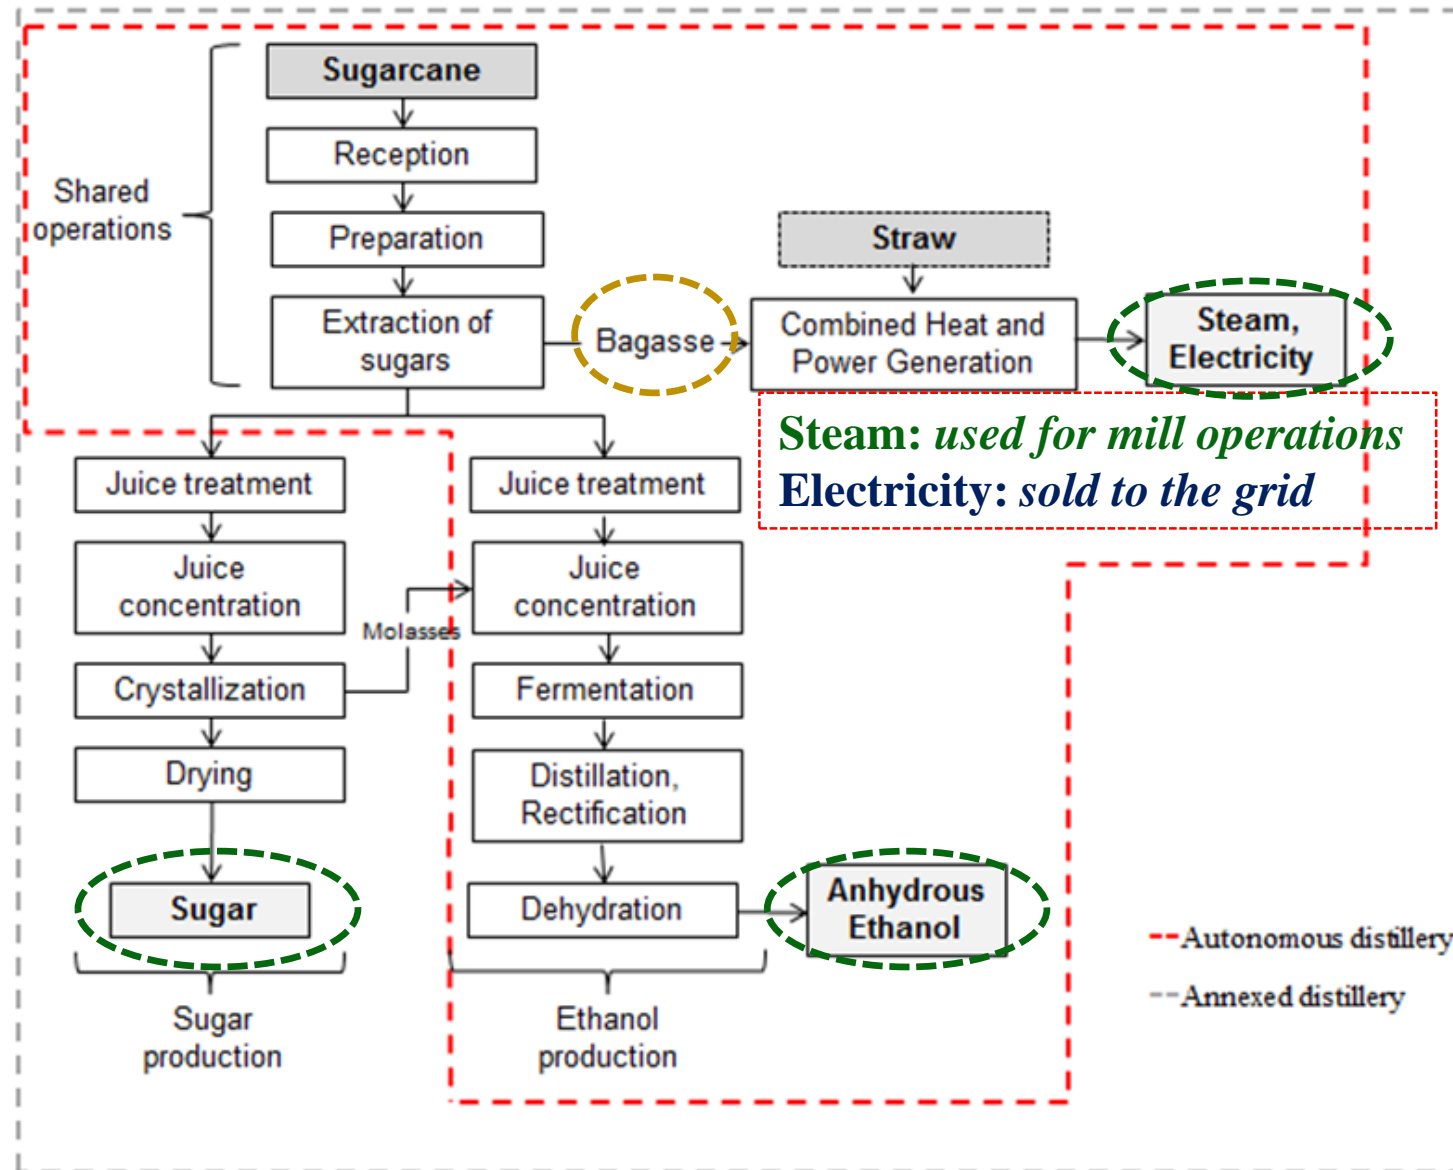 Sugarcane
Reception
Shared
operations
Preparation
Straw
Extraction of
sugars
Bagasse
Combined Heat and
Power Generation
Steam,
Electricity
Steam: used for mill operations
Electricity: sold to the grid
Juice treatment
Juice treatment
Juice
concentration
Juice
concentration
Molasses
Crystallization
Fermentation
Drying
Distillation,
Rectification
Sugar
Dehydration
Anhydrous
Ethanol
Autonomous distillery
Annexed distillery
Sugar
production
Ethanol
production